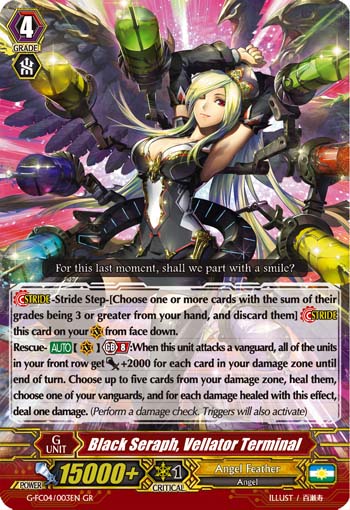 4
GRADE
For this last moment, shall we part with a smile?
STRIDE -Stride Step-[Choose one or more cards with the sum of their
grades being 3 or greater from your hand, and discard them] STRIDE
this card on your from face down.
Rescue- AUTO [ ] GB 8 :When this unit attacks a vanguard, all of the units
in your front row get +2000 for each card in your damage zone until
end of turn. Choose up to five cards from your damage zone, heal them,
choose one of your vanguards, and for each damage healed with this effect,
deal one damage. (Perform a damage check. Triggers will also activate)
G
UNIT
Black Seraph, Vellator Terminal
POWER
15000+
1
CRITICAL
Angel Feather
Angel
G-FC04/003EN GR
ILLUST / 百瀬寿